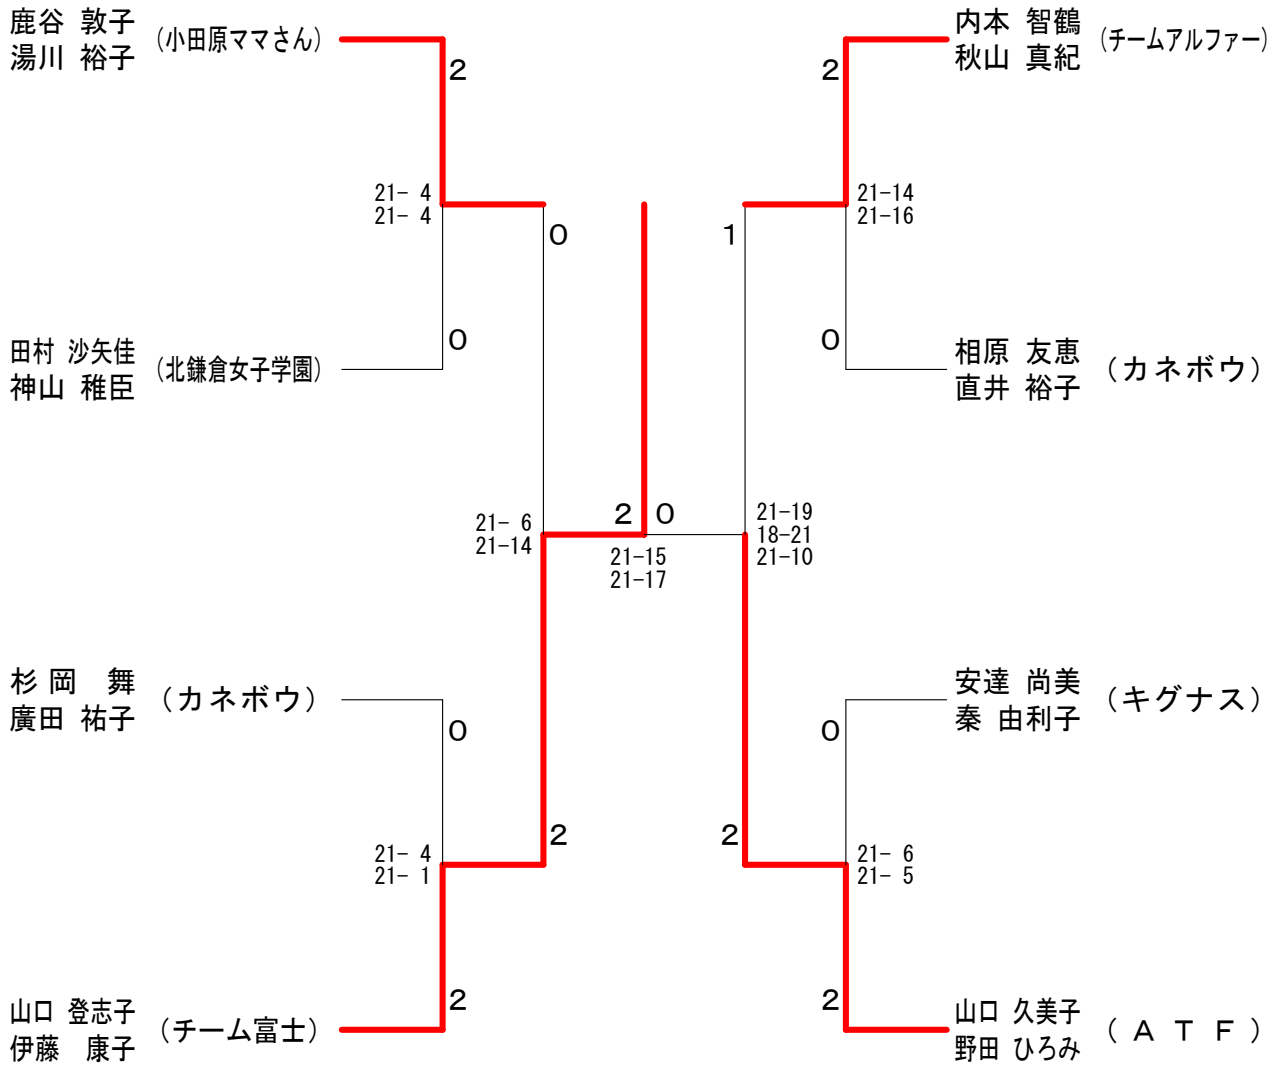 鹿谷 敦子
湯川 裕子
(小田原ママさん)
2
21- 4
21- 4
0
0
田村 沙矢佳
神山 稚臣
(北鎌倉女子学園)
21- 6
21-14
杉岡 舞
廣田 祐子
(カネボウ)
0
21- 4
21- 1
2
2
山口 登志子
伊藤 康子
(チーム富士)
2 0
21-15
21-17
内本 智鶴
秋山 真紀
(チームアルファー)
2
21-14
21-16
1
0
相原 友恵
直井 裕子
(カネボウ)
21-19
18-21
21-10
安達 尚美
秦 由利子
(キグナス)
0
2
21- 6
21- 5
2
山口 久美子
野田 ひろみ
(ATF)